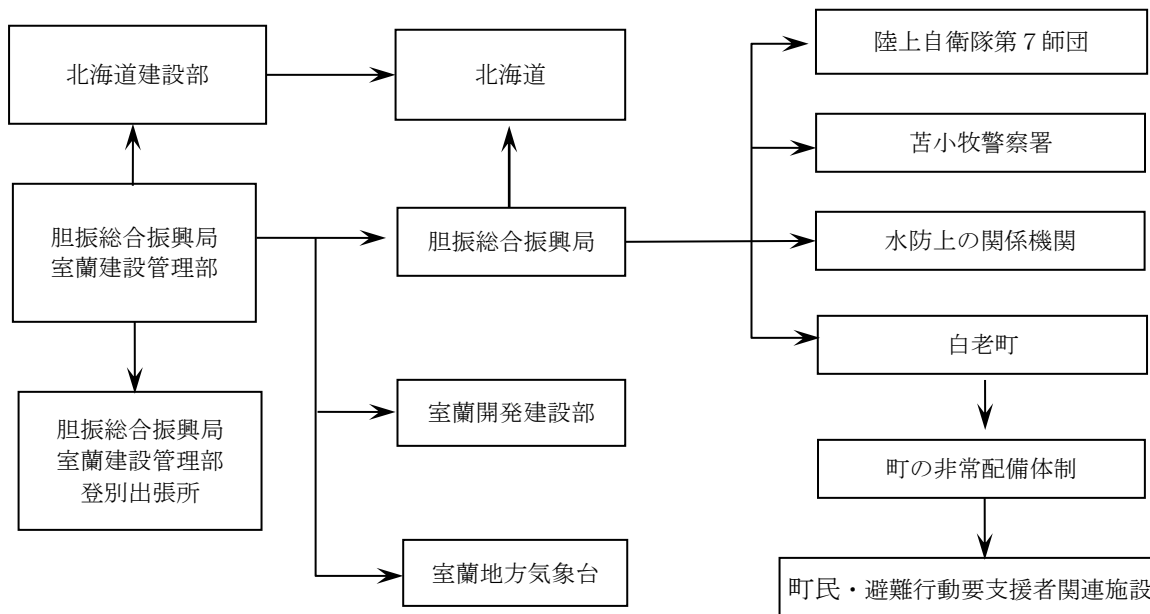 北海道建設部
北海道
陸上自衛隊第７師団
苫小牧警察署
胆振総合振興局
室蘭建設管理部
胆振総合振興局
水防上の関係機関
白老町
胆振総合振興局
室蘭建設管理部
登別出張所
室蘭開発建設部
町の非常配備体制
室蘭地方気象台
町民・避難行動要支援者関連施設